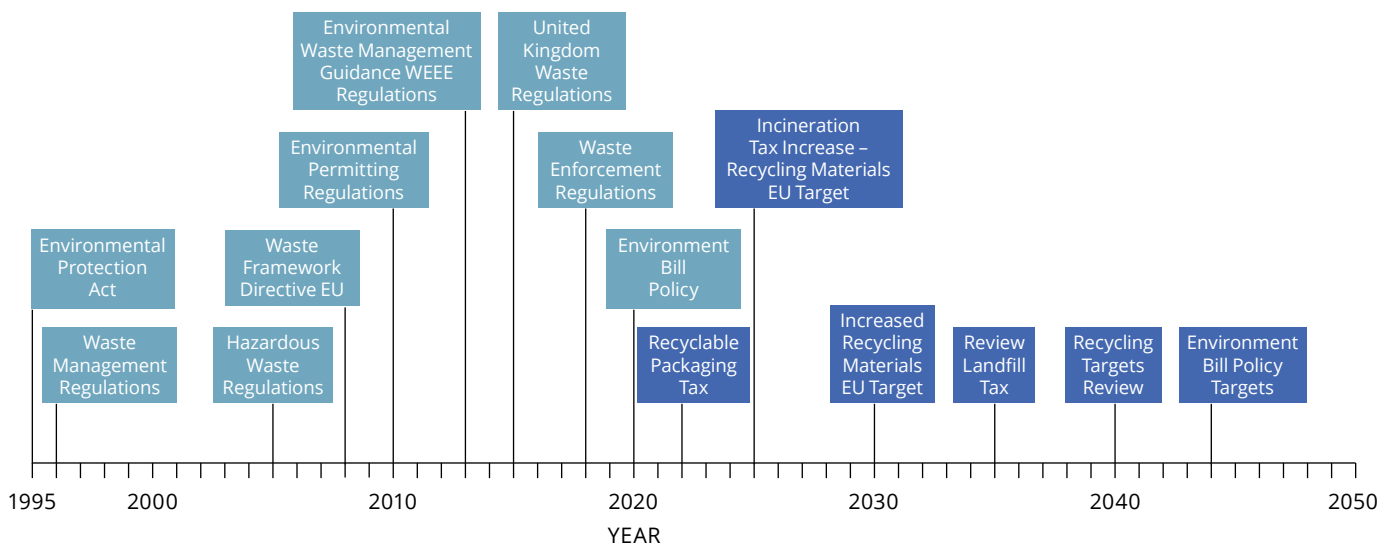 Environmental
Waste Management
Guidance WEEE
Regulations
United
Kingdom
Waste
Regulations
Incineration
Tax Increase –
Recycling Materials
EU Target
Environmental
Permitting
Regulations
Waste
Enforcement
Regulations
Environmental
Protection
Act
Waste
Framework
Directive EU
Environment
Bill
Policy
Waste
Management
Regulations
Hazardous
Waste
Regulations
Recyclable
Packaging
Tax
Increased
Recycling
Materials
EU Target
Review
Landfill
Tax
Recycling
Targets
Review
Environment
Bill Policy
Targets
1995 2000 2010 2020 2030 2040 2050
YEAR